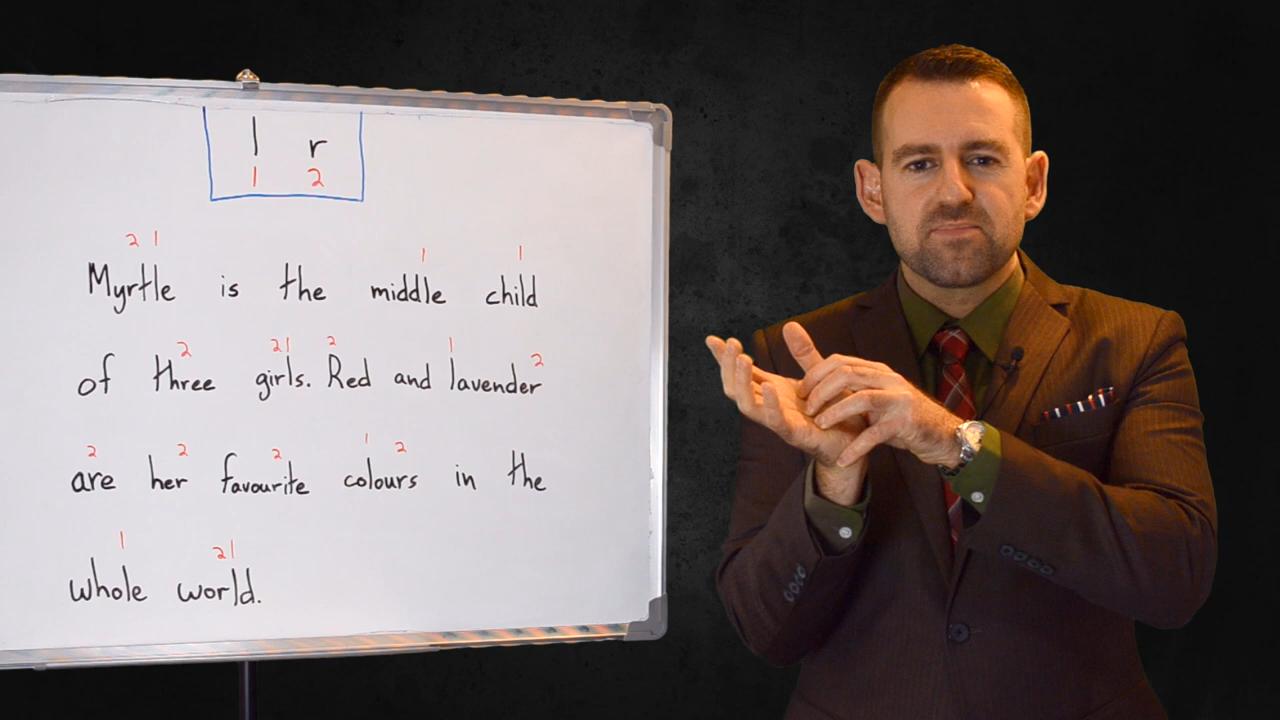 l r
1 2
2 1 1 1
Myrtle is the middle child
2 2 1 2 1 2
of three girls. Red and lavender
2 2 2 1 2
are her favourite colours in the
1 2 1
whole world.